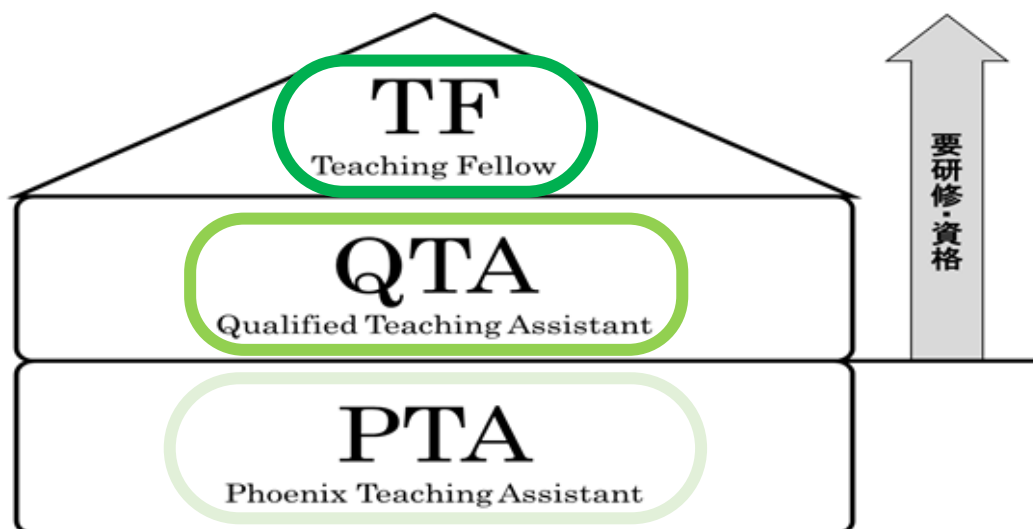 TF
Teaching Fellow
QTA
Qualified Teaching Assistant
PTA
Phoenix Teaching Assistant
要研修・資格